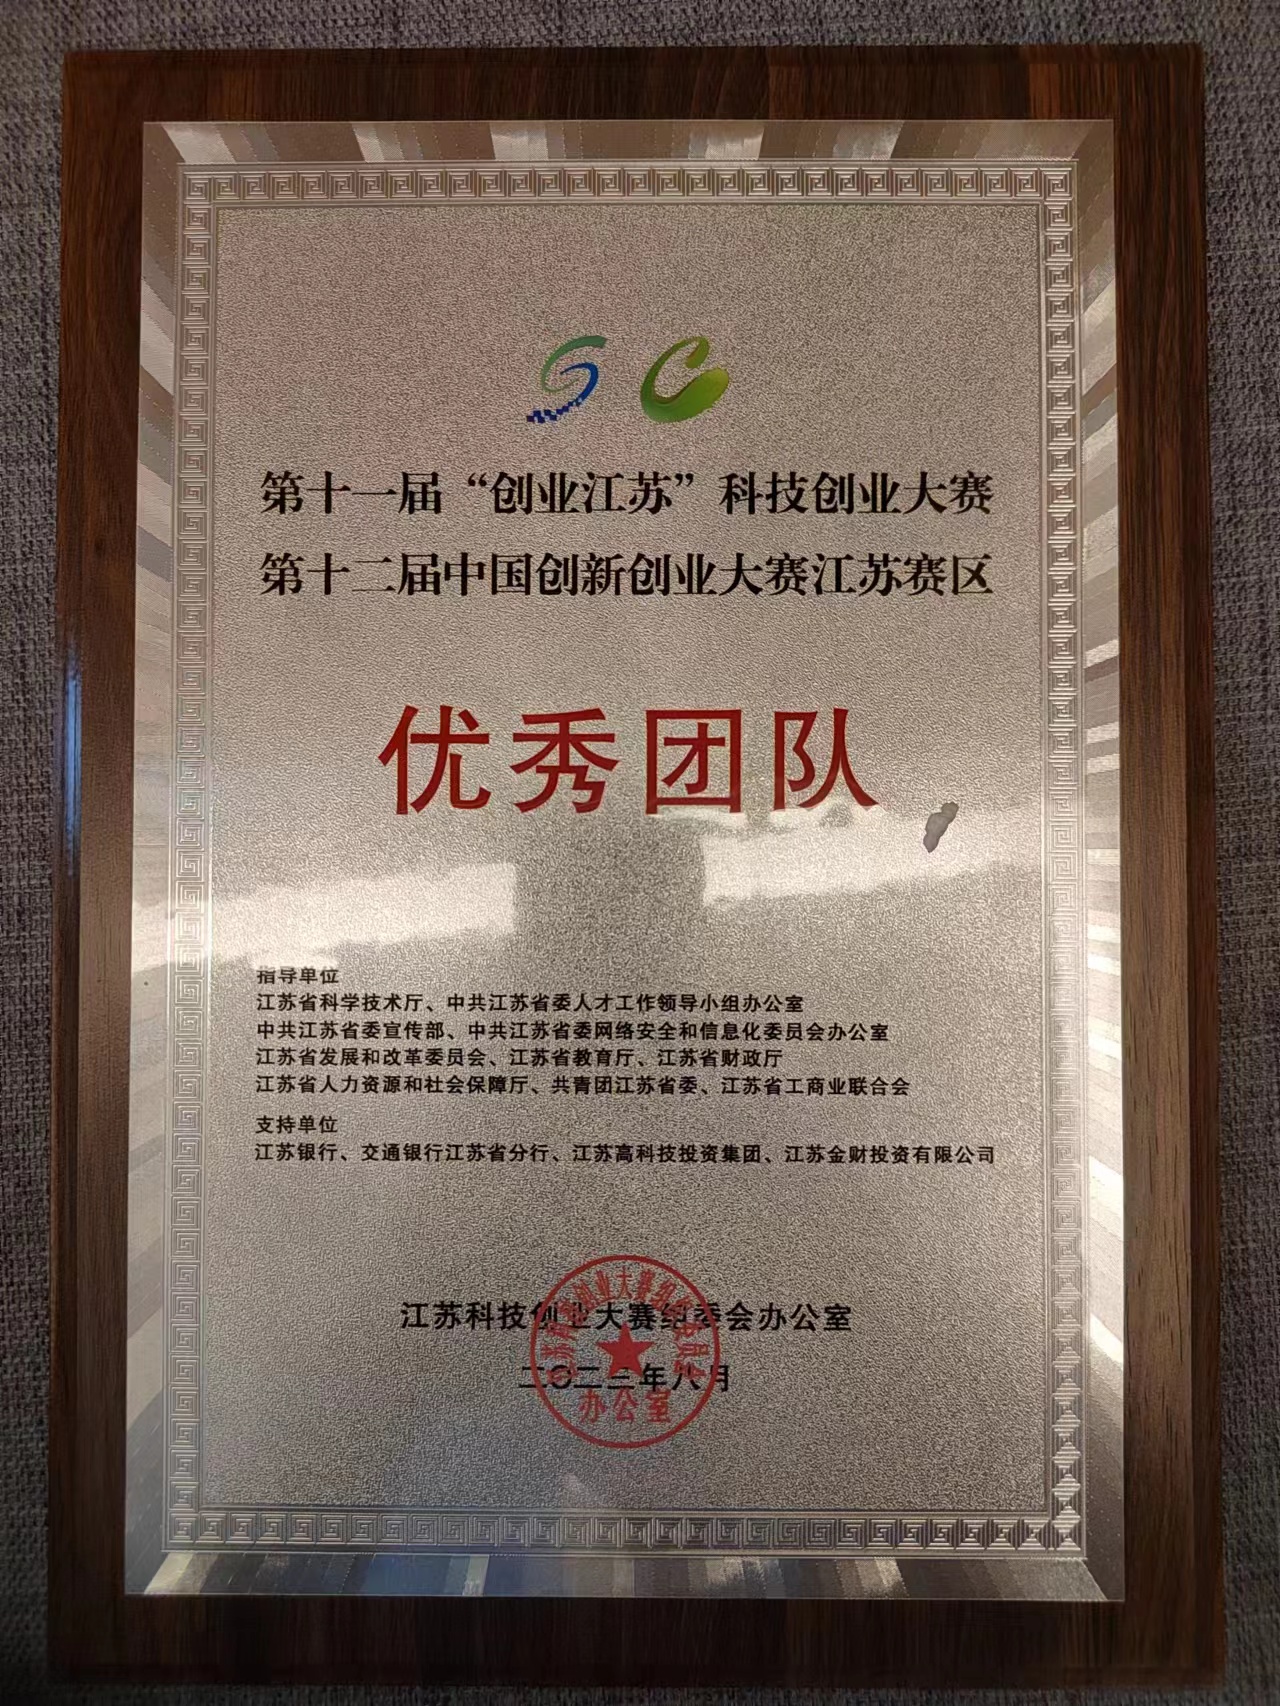 第十一届“创业江苏”科技创业大赛
第十二届中国创新创业大赛江苏赛区
优秀团队
指导单位
江苏省科学技术厅、中共江苏省委人才工作领导小组办公室
中共江苏省委宣传部、中共江苏省委网络安全和信息化委员会办公室
江苏省发展和改革委员会、江苏省教育厅、江苏省财政厅
江苏省人力资源和社会保障厅、共青团江苏省委、江苏省工商业联合会
支持单位
江苏银行、交通银行江苏省分行、江苏高科技投资集团、江苏金财投资有限公司
江苏科技创业大赛组委会办公室
二〇二三年八月
办公室